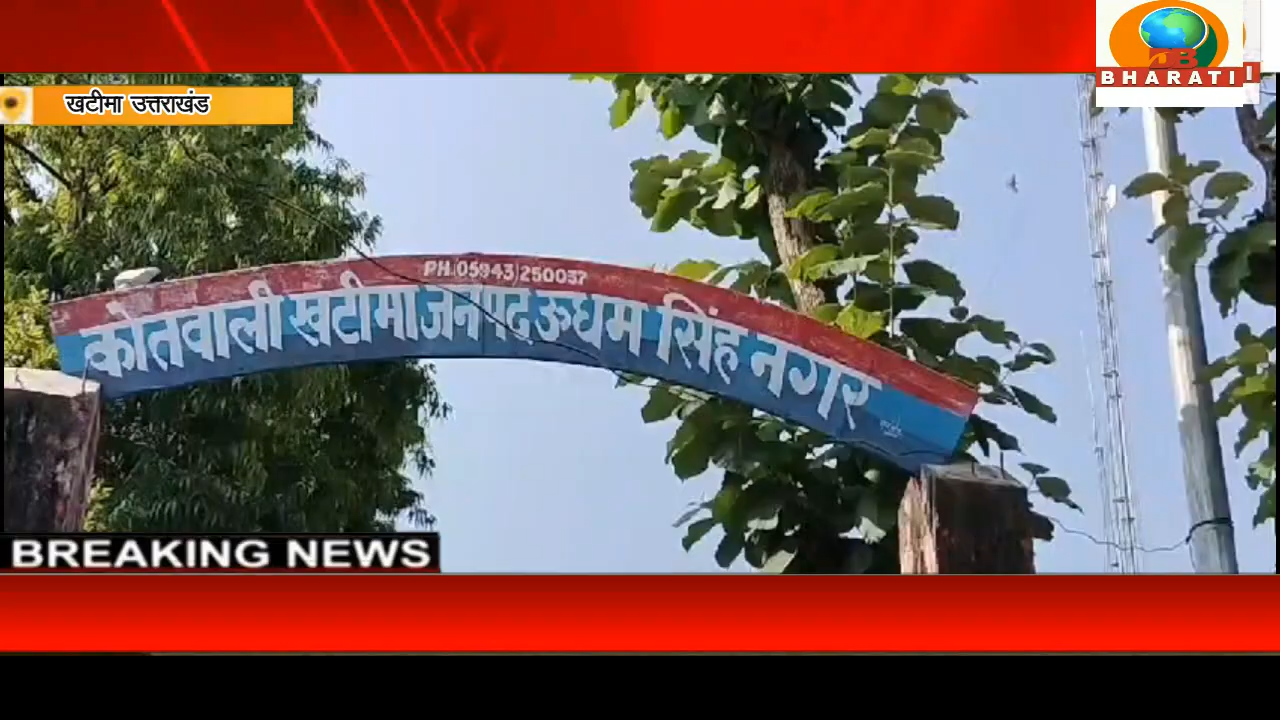 BHARATI
खटीमा उत्तराखंड
PH.(05943)250037
कोतवाली खटीमा जनपद ऊधम सिंह नगर
BREAKING NEWS